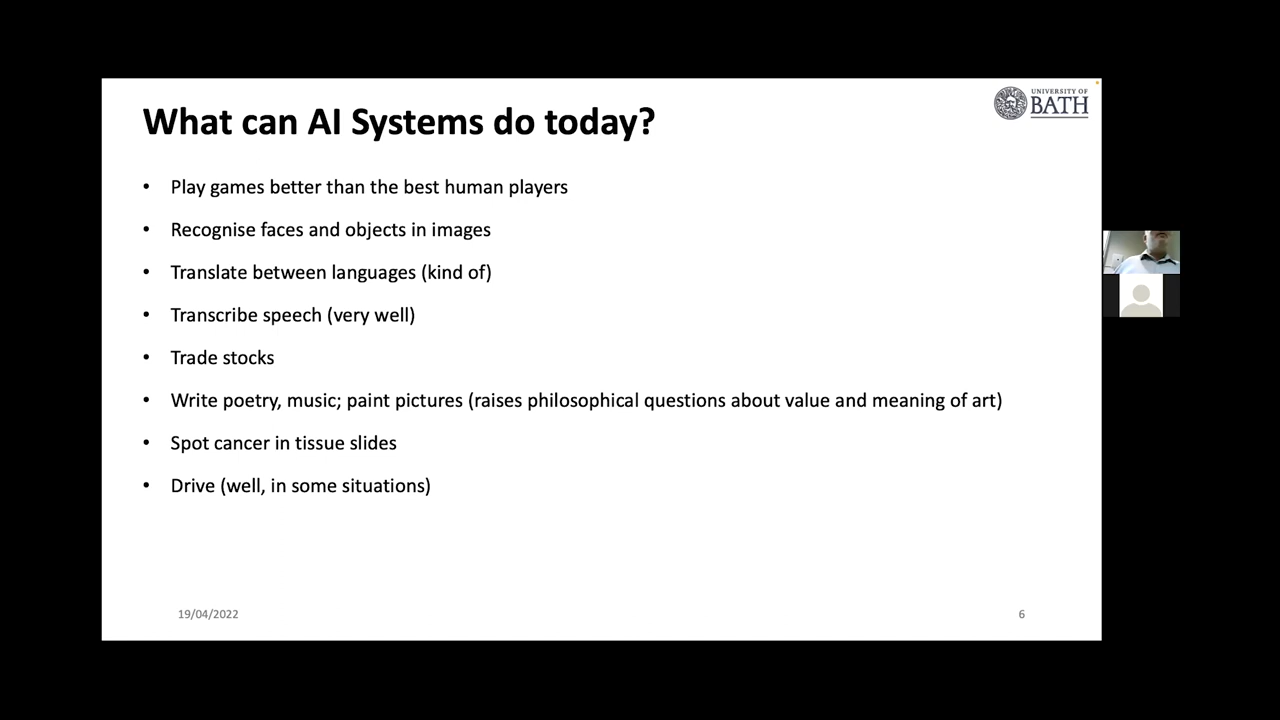 What can AI Systems do today?
UNIVERSITY OF
BATH
• Play games better than the best human players
• Recognise faces and objects in images
• Translate between languages (kind of)
• Transcribe speech (very well)
• Trade stocks
• Write poetry, music; paint pictures (raises philosophical questions about value and meaning of art)
• Spot cancer in tissue slides
• Drive (well, in some situations)
19/04/2022
6